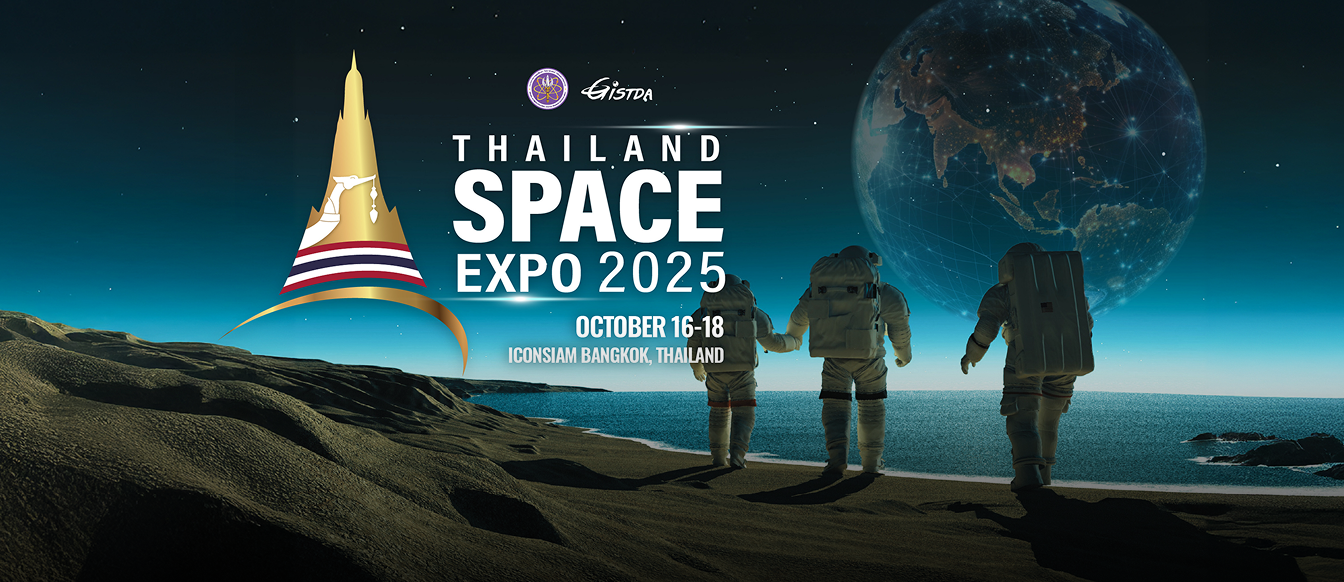 GISTDA
THAILAND
SPACE
EXPO 2025
OCTOBER 16-18
ICONSIAM BANGKOK, THAILAND